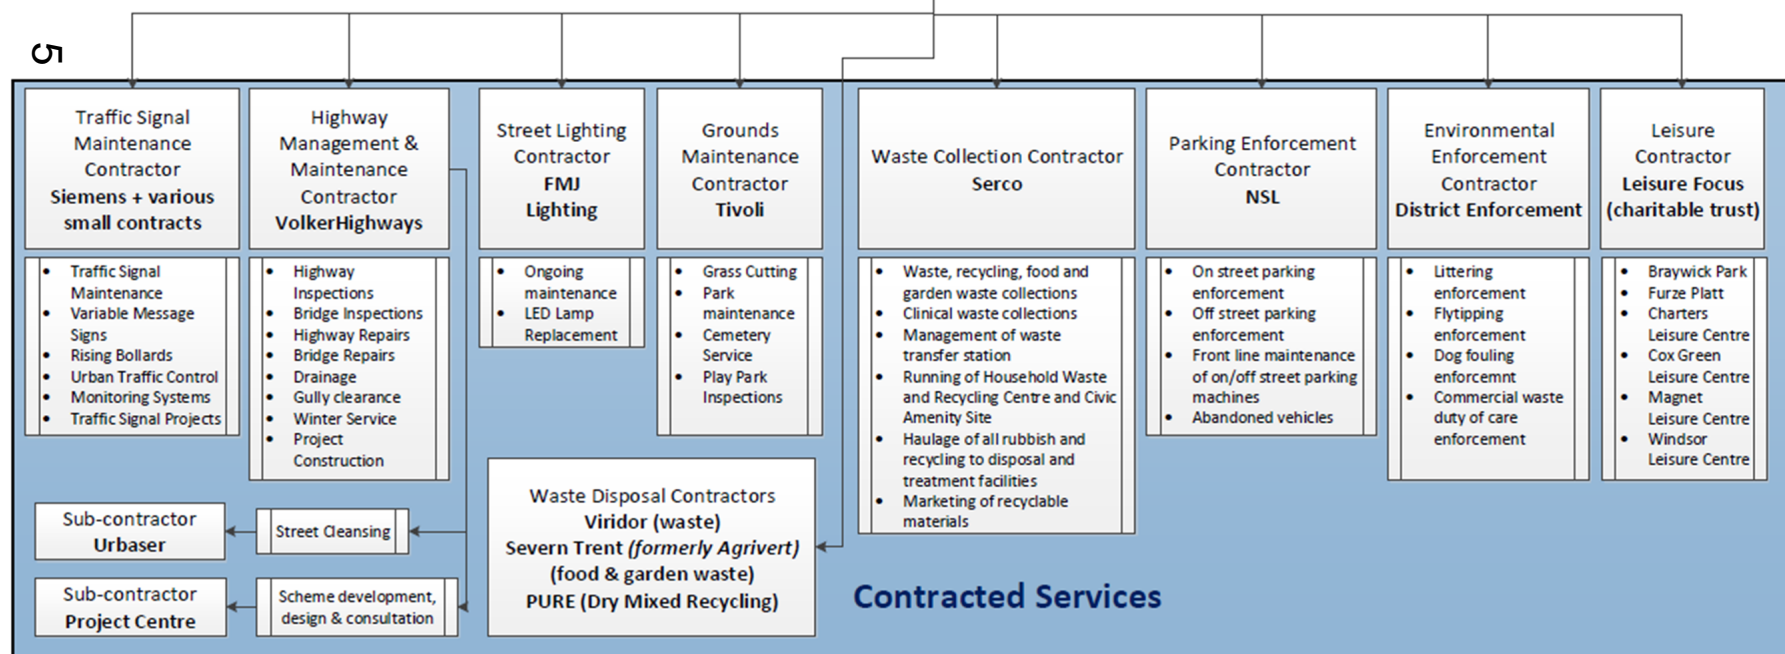 5
Traffic Signal
Maintenance
Contractor
Siemens + various
small contracts
Highway
Management &
Maintenance
Contractor
VolkerHighways
Street Lighting
Contractor
FMJ
Lighting
Grounds
Maintenance
Contractor
Tivoli
Waste Collection Contractor
Serco
Parking Enforcement
Contractor
NSL
Environmental
Enforcement
Contractor
District Enforcement
Leisure
Contractor
Leisure Focus
(charitable trust)
• Traffic Signal
Maintenance
• Variable Message
Signs
• Rising Bollards
• Urban Traffic Control
• Monitoring Systems
• Traffic Signal Projects
• Highway
Inspections
• Bridge Inspections
• Highway Repairs
• Bridge Repairs
• Drainage
• Gully clearance
• Winter Service
• Project
Construction
• Ongoing
maintenance
• LED Lamp
Replacement
• Grass Cutting
• Park
maintenance
• Cemetery
Service
• Play Park
Inspections
• Waste, recycling, food and
garden waste collections
• Clinical waste collections
• Management of waste
transfer station
• Running of Household Waste
and Recycling Centre and Civic
Amenity Site
• Haulage of all rubbish and
recycling to disposal and
treatment facilities
• Marketing of recyclable
materials
• On street parking
enforcement
• Off street parking
enforcement
• Front line maintenance
of on/off street parking
machines
• Abandoned vehicles
• Littering
enforcement
• Flytipping
enforcement
• Dog fouling
enforcemnt
• Commercial waste
duty of care
enforcement
• Braywick Park
• Furze Platt
• Charters
Leisure Centre
• Cox Green
Leisure Centre
• Magnet
Leisure Centre
• Windsor
Leisure Centre
Sub-contractor
Urbaser
Street Cleansing
Sub-contractor
Project Centre
Scheme development,
design & consultation
Waste Disposal Contractors
Viridor (waste)
Severn Trent (formerly Agrivert)
(food & garden waste)
PURE (Dry Mixed Recycling)
Contracted Services